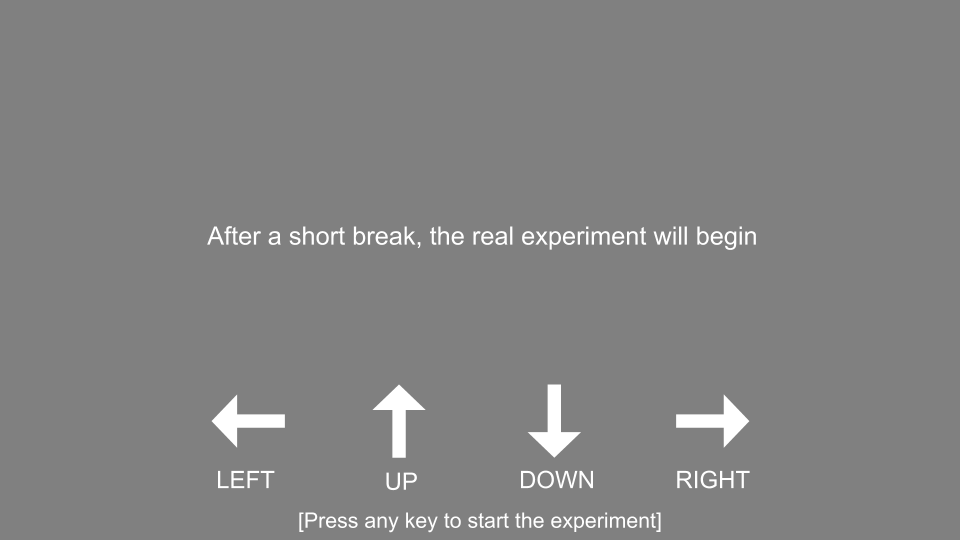 After a short break, the real experiment will begin
LEFT UP DOWN RIGHT
[Press any key to start the experiment]